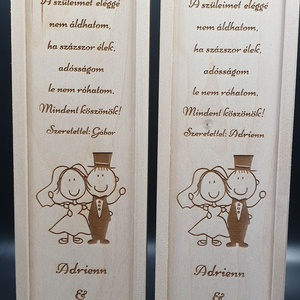 A szüleimet eléggé
nem áldhatom,
ha százszor élek,
adósságom
le nem róhatom.
Mindent köszönök!
Szeretettel: Gábor
Adrienn
&
A szüleimet eléggé
nem áldhatom,
ha százszor élek,
adósságom
le nem róhatom.
Mindent köszönök!
Szeretettel: Adrienn
Adrienn
&